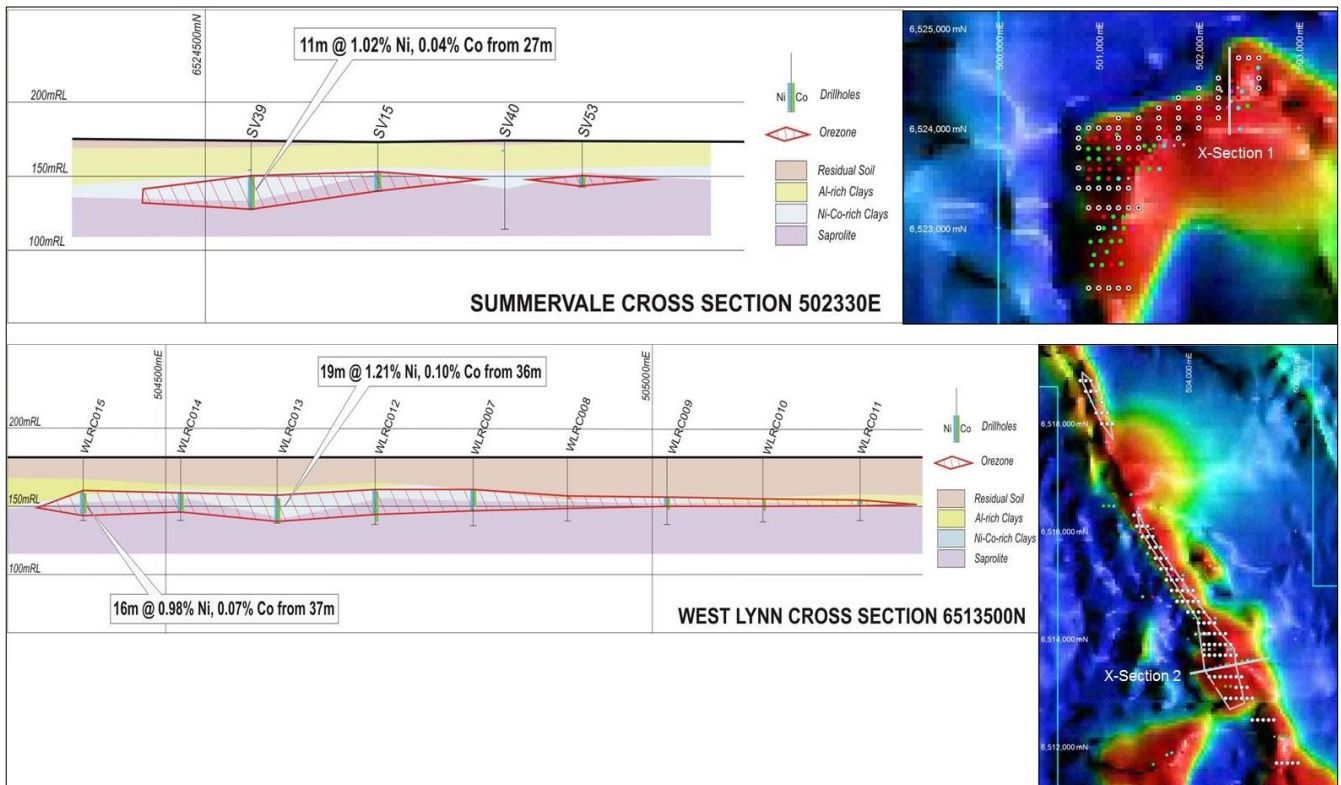 11m @ 1.02% Ni, 0.04% Co from 27m
6524500mN
200mRL
150mRL
100mRL
SV39
SV15
SV40
SV53
Ni Co Drillholes
Orezone
Residual Soil
Al-rich Clays
Ni-Co-rich Clays
Saprolite
SUMMERVALE CROSS SECTION 502330E
6,525,000 mN
6,524,000 mN
6,523,000 mN
500,000 mE
501,000 mE
502,000 mE
503,000 mE
X-Section 1
19m @ 1.21% Ni, 0.10% Co from 36m
504500mE
505000mE
200mRL
150mRL
100mRL
WLRC015
WLRC014
WLRC013
WLRC012
WLRC007
WLRC008
WLRC009
WLRC010
WLRC011
16m @ 0.98% Ni, 0.07% Co from 37m
Ni Co Drillholes
Orezone
Residual Soil
Al-rich Clays
Ni-Co-rich Clays
Saprolite
WEST LYNN CROSS SECTION 6513500N
504,000 mE
6,518,000 mN
6,516,000 mN
6,514,000 mN
6,512,000 mN
X-Section 2